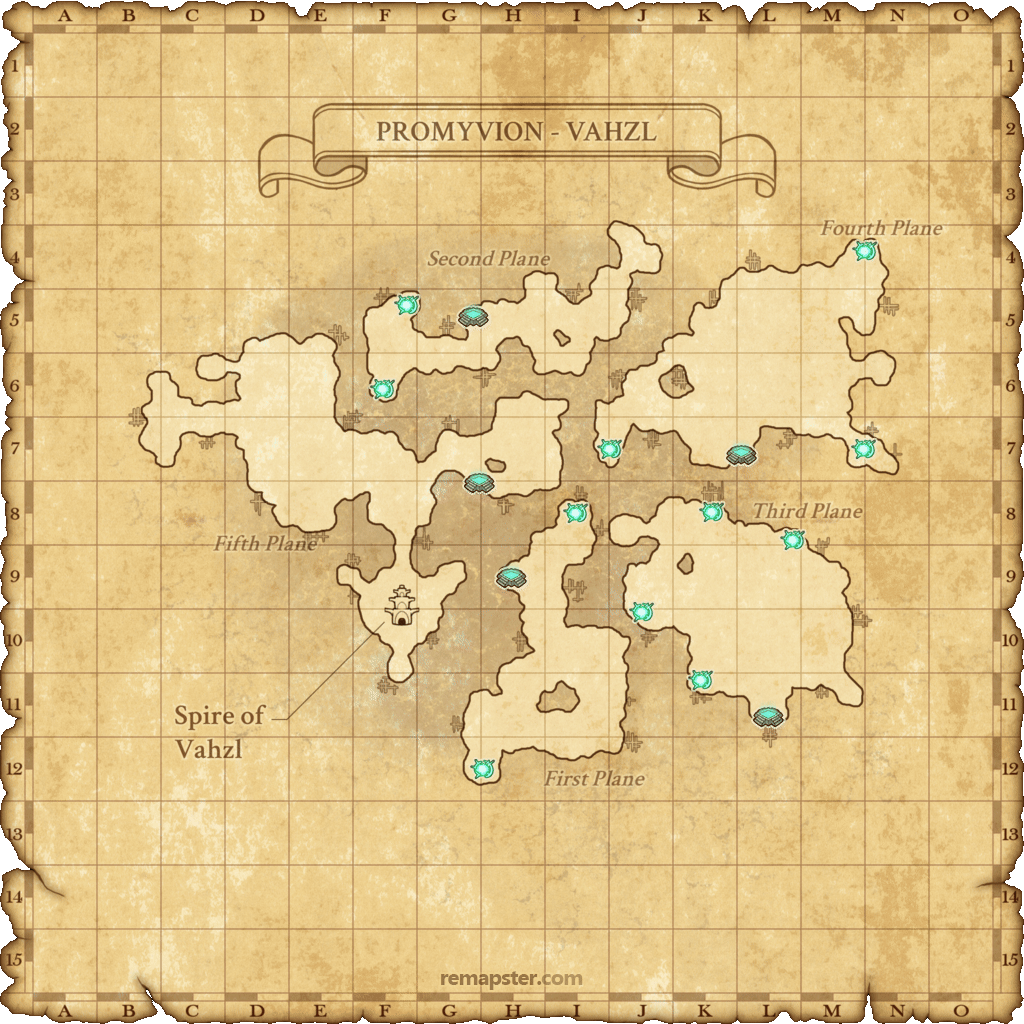 A B C D E F G H I J K L M N O
1 1
2 2
PROMYVION - VAHZL
3 3
Fourth Plane
4 4
Second Plane
5 5
6 6
7 7
8 8
Third Plane
Fifth Plane
9 9
10 10
11 11
Spire of
Vahzl
12 12
First Plane
13 13
14 14
15 15
remapster.com
A B C D E F G H I J K L M N O